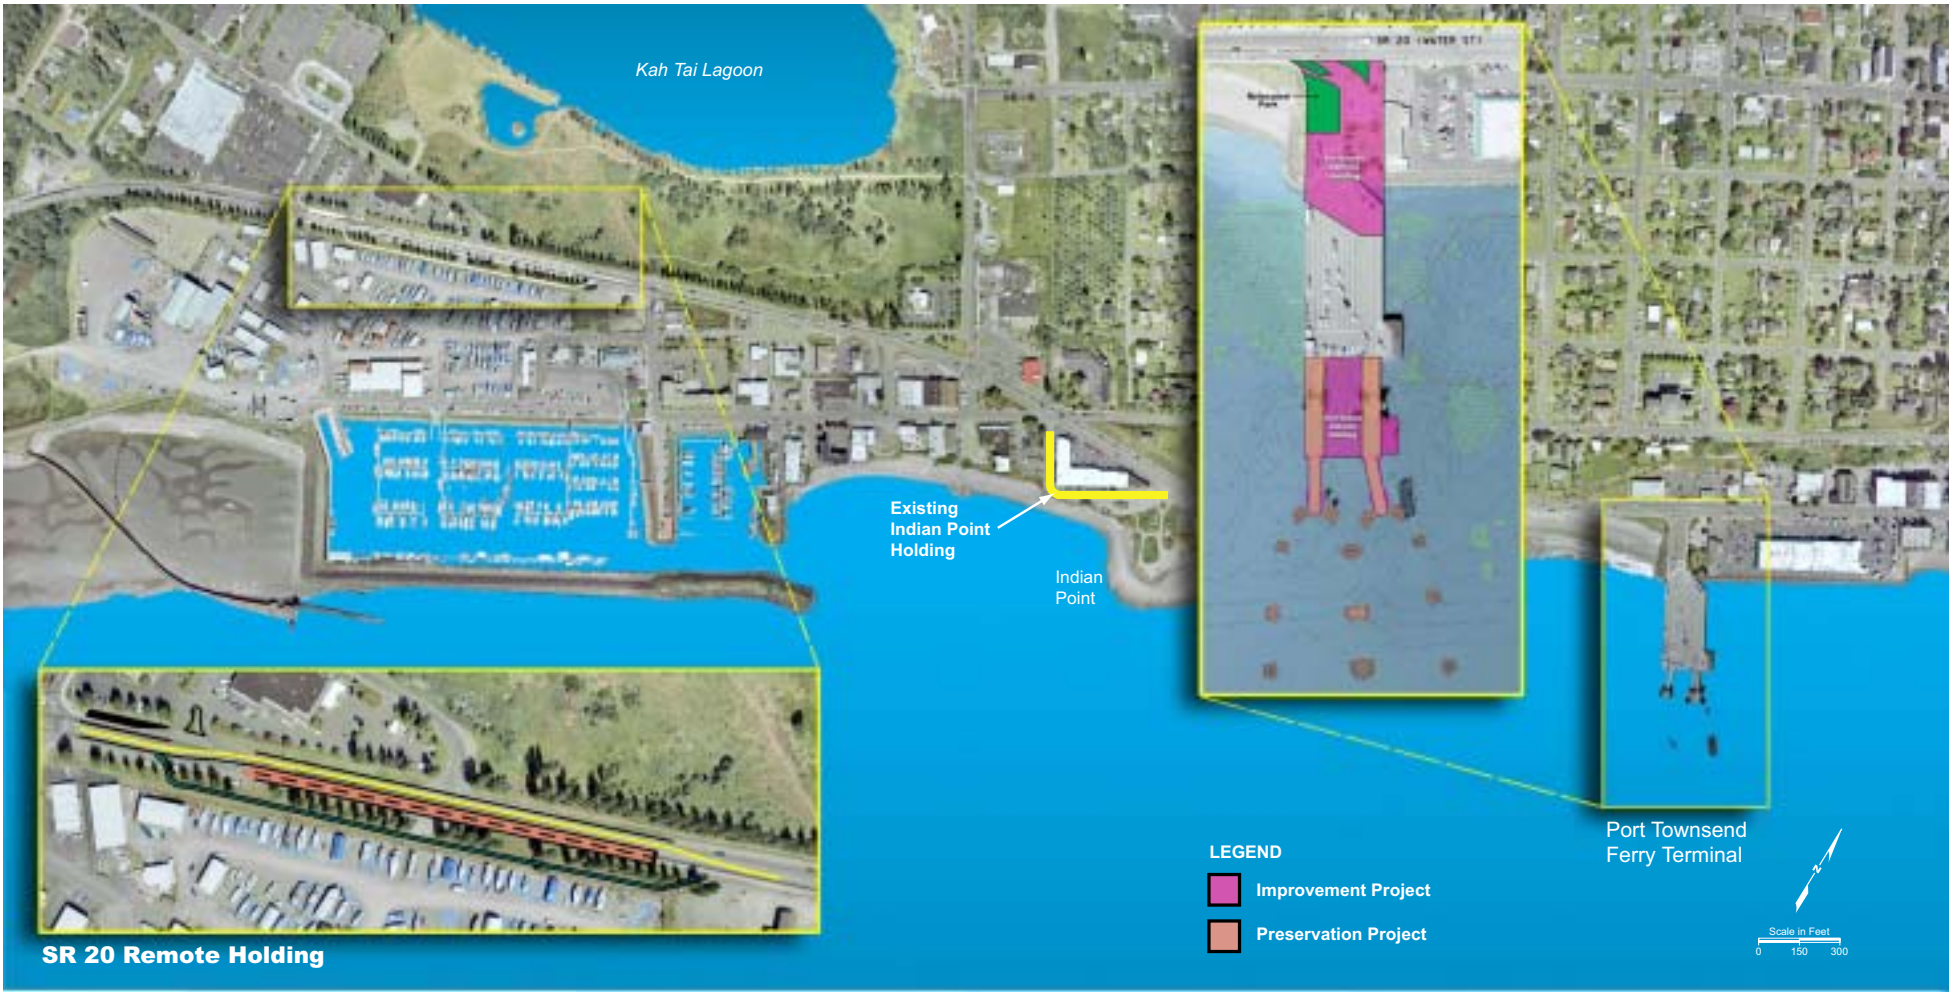 Kah Tai Lagoon
SR 20 (WATER ST)
Existing
Indian Point
Holding
Indian
Point
Port Townsend
Ferry Terminal
LEGEND
Improvement Project
Preservation Project
N
Scale in Feet
0 150 300
SR 20 Remote Holding